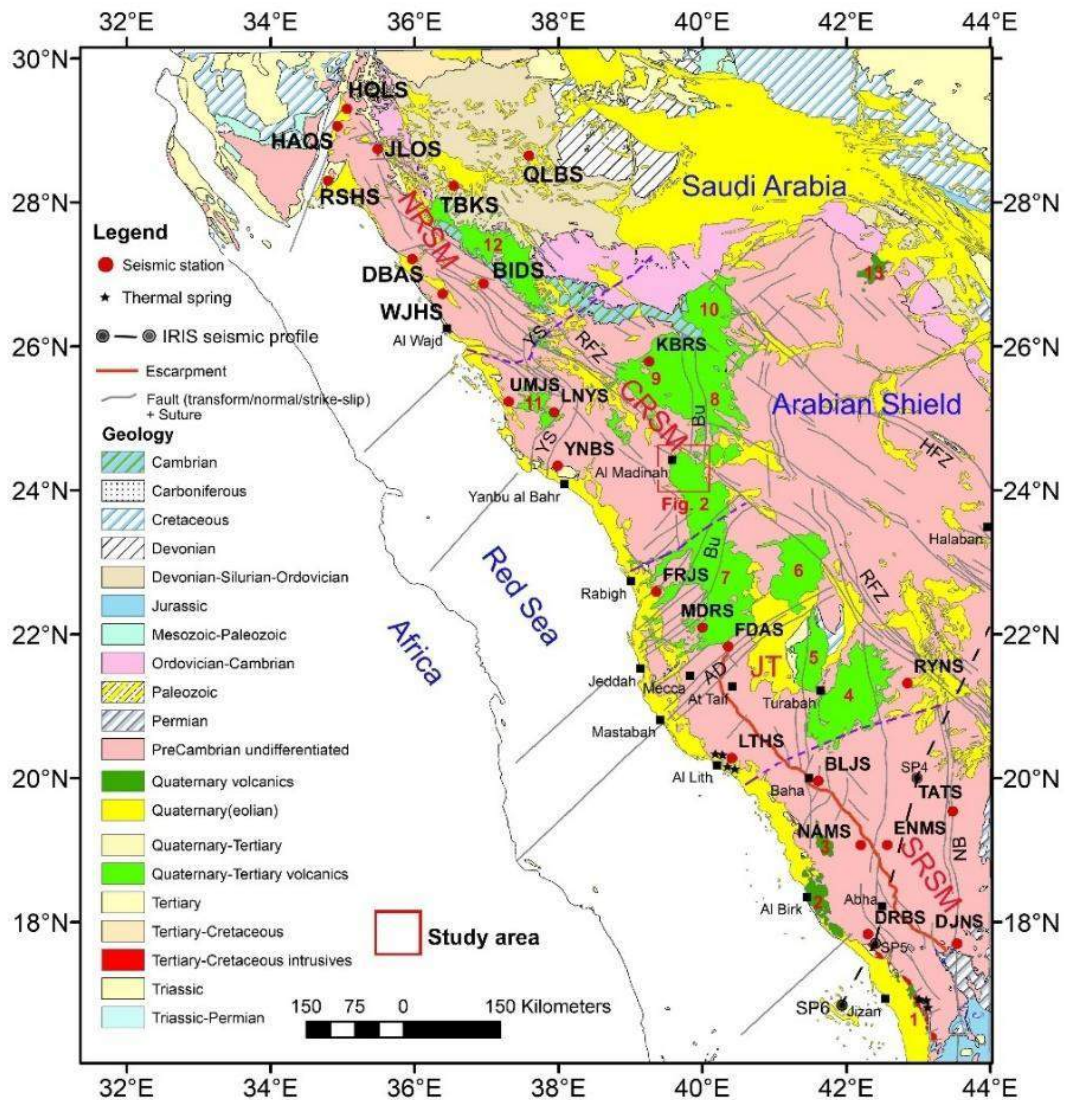 32°E 34°E 36°E 38°E 40°E 42°E 44°E
30°N 30°N
HQLS
HAQS
JLOS
QLBS
Saudi Arabia
RSHS
TBKS
28°N 28°N
NRSM
Legend
Seismic station
Thermal spring
IRIS seismic profile
Escarpment
Fault (transform/normal/strike-slip)
+ Suture
12
13
DBAS
BIDS
10
WJHS
Al Wajd
YS
RFZ
26°N 26°N
KBRS
9
8
UMJS
LNYS
11
CRSM
Bu
Arabian Shield
HFZ
YS
YNBS
Al Madinah
Yanbu al Bahr
24°N 24°N
Fig. 2
Halaban
Red Sea
Bu
6
FRJS
7
Rabigh
RFZ
MDRS
FDAS
22°N 22°N
Africa
JT
5
RYNS
AD
Jeddah
Mecca
At Taif
Turabah
4
Mastabah
LTHS
SP4
20°N 20°N
Al Lith
Baha
BLJS
TATS
NAMS
ENMS
3
SRSM
NB
2
Al Birk
Abha
18°N 18°N
DRBS
DJNS
SP5
SP6
Jizan
1
Geology
Cambrian
Carboniferous
Cretaceous
Devonian
Devonian-Silurian-Ordovician
Jurassic
Mesozoic-Paleozoic
Ordovician-Cambrian
Paleozoic
Permian
PreCambrian undifferentiated
Quaternary volcanics
Quaternary(eolian)
Quaternary-Tertiary
Quaternary-Tertiary volcanics
Tertiary
Tertiary-Cretaceous
Tertiary-Cretaceous intrusives
Triassic
Triassic-Permian
Study area
150 75 0 150 Kilometers
32°E 34°E 36°E 38°E 40°E 42°E 44°E